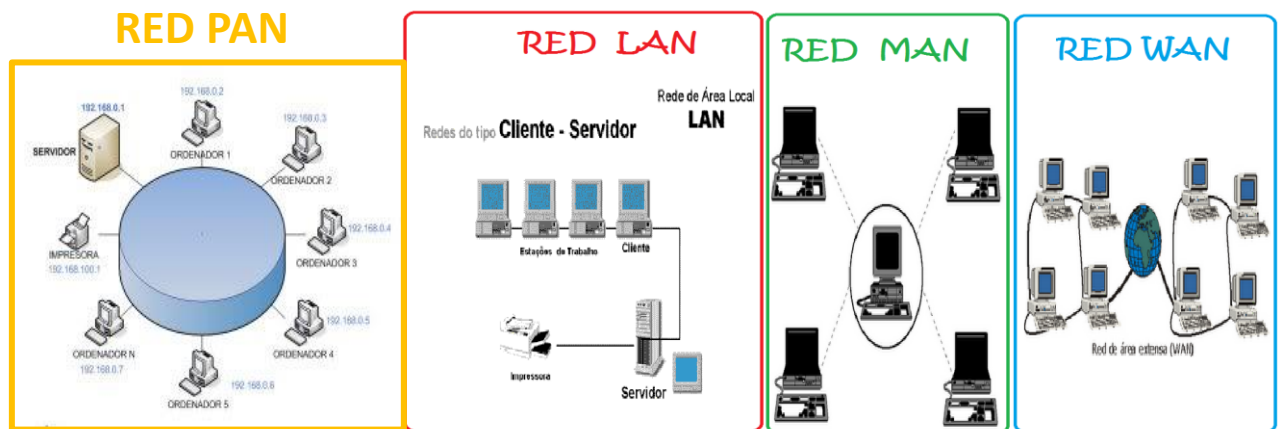 RED PAN
192.168.0.1
192.168.0.2
192.168.0.3
SERVIDOR
ORDENADOR 1
ORDENADOR 2
192.168.0.4
IMPRESORA
192.168.100.1
ORDENADOR 3
192.168.0.5
ORDENADOR N
192.168.0.7
ORDENADOR 4
192.168.0.6
ORDENADOR 5
RED LAN
Rede de Área Local
LAN
Redes do tipo Cliente - Servidor
Estações de Trabalho
Cliente
Impressora
Servidor
RED MAN
RED WAN
Red de área extensa (WAN)